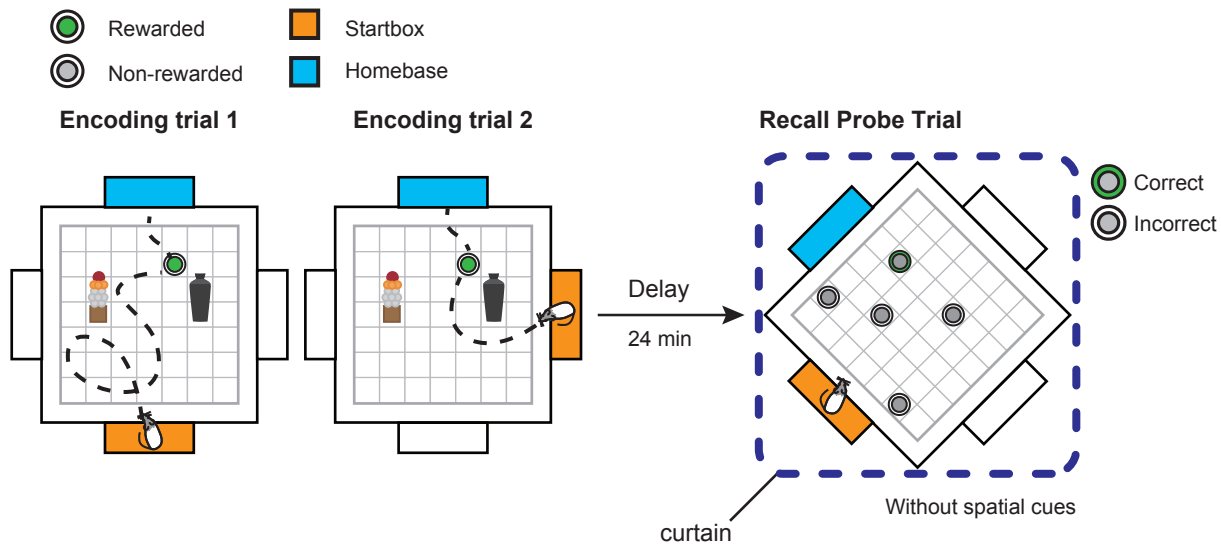 Rewarded
Startbox
Non-rewarded
Homebase
Encoding trial 1
Encoding trial 2
Recall Probe Trial
Correct
Incorrect
Delay
24 min
Without spatial cues
curtain